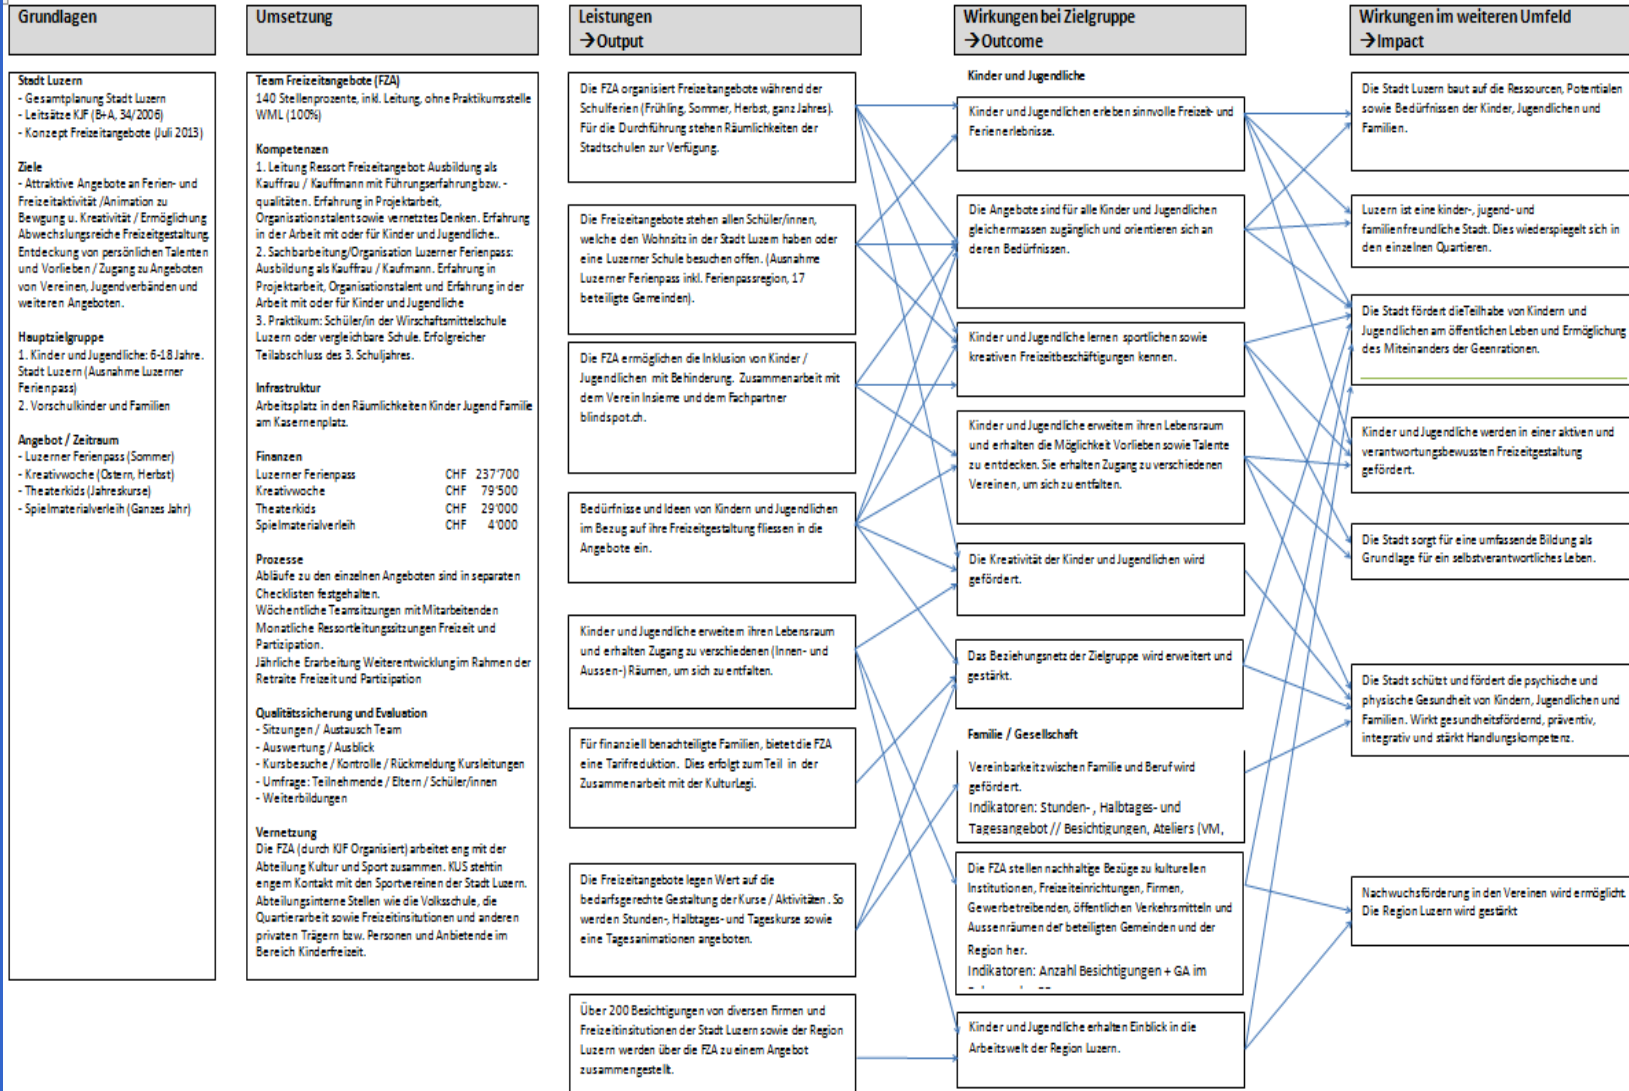 Grundlagen
Stadt Luzern
- Gesamtplanung Stadt Luzern
- Leitsätze KJF (B+A, 34/2006)
- Konzept Freizeitangebote (Juli 2013)
Ziele
- Attraktive Angebote an Ferien- und
Freizeitaktivität /Animation zu
Bewegung u. Kreativität / Ermöglichung
Abwechslungsreiche Freizeitgestaltung.
Entdeckung von persönlichen Talenten
und Vorlieben / Zugang zu Angeboten
von Vereinen, Jugendverbänden und
weiteren Angeboten.
Hauptzielgruppe
1. Kinder und Jugendliche: 6-18 Jahre.
Stadt Luzern (Ausnahme Luzerner
Ferienpass)
2. Vorschulkinder und Familien
Angebot / Zeitraum
- Luzerner Ferienpass (Sommer)
- Kreativwoche (Ostern, Herbst)
- Theaterkids (Jahreskurse)
- Spielmaterialverleih (Ganzes Jahr)
Umsetzung
Team Freizeitangebote (FZA)
140 Stellenprozente, inkl. Leitung, ohne Praktikumsstelle
WML (100%)
Kompetenzen
1. Leitung Ressort Freizeitangebot: Ausbildung als
Kauffrau / Kauffmann mit Führungserfahrung bzw. -
qualitäten. Erfahrung in Projektarbeit,
Organisationstalent sowie vernetztes Denken. Erfahrung
in der Arbeit mit oder für Kinder und Jugendliche..
2. Sachbearbeitung/Organisation Luzerner Ferienpass:
Ausbildung als Kauffrau / Kaufmann. Erfahrung in
Projektarbeit, Organisationstalent und Erfahrung in der
Arbeit mit oder für Kinder und Jugendliche
3. Praktikum: Schüler/in der Wirschaftsmittelschule
Luzern oder vergleichbare Schule. Erfolgreicher
Teilabschluss des 3. Schuljahres.
Infrastruktur
Arbeitsplatz in den Räumlichkeiten Kinder Jugend Familie
am Kasernenplatz.
Finanzen
Luzerner Ferienpass CHF 237'700
Kreativwoche CHF 79'500
Theaterkids CHF 29'000
Spielmaterialverleih CHF 4'000
Prozesse
Abläufe zu den einzelnen Angeboten sind in separaten
Checklisten festgehalten.
Wöchentliche Teamsitzungen mit Mitarbeitenden
Monatliche Ressortleitungssitzungen Freizeit und
Partizipation.
Jährliche Erarbeitung Weiterentwicklung im Rahmen der
Retraite Freizeit und Partizipation
Qualitätssicherung und Evaluation
- Sitzungen / Austausch Team
- Auswertung / Ausblick
- Kursbesuche / Kontrolle / Rückmeldung Kursleitungen
- Umfrage: Teilnehmende / Eltern / Schüler/innen
- Weiterbildungen
Vernetzung
Die FZA (durch KJF Organisiert) arbeitet eng mit der
Abteilung Kultur und Sport zusammen. KUS steht in
engem Kontakt mit den Sportvereinen der Stadt Luzern.
Abteilungsinterne Stellen wie die Volksschule, die
Quartierarbeit sowie Freizeitinsitutionen und anderen
privaten Trägern bzw. Personen und Anbietende im
Bereich Kinderfreizeit.
Leistungen
→Output
Die FZA organisiert Freizeitangebote während der
Schulferien (Frühling, Sommer, Herbst, ganz Jahres).
Für die Durchführung stehen Räumlichkeiten der
Stadtschulen zur Verfügung.
Die Freizeitangebote stehen allen Schüler/innen,
welche den Wohnsitz in der Stadt Luzern haben oder
eine Luzerner Schule besuchen offen. (Ausnahme
Luzerner Ferienpass inkl. Ferienpassregion, 17
beteiligte Gemeinden).
Die FZA ermöglichen die Inklusion von Kinder /
Jugendlichen mit Behinderung. Zusammenarbeit mit
dem Verein Insieme und dem Fachpartner
blindspot.ch.
Bedürfnisse und Ideen von Kindern und Jugendlichen
im Bezug auf ihre Freizeitgestaltung fliessen in die
Angebote ein.
Kinder und Jugendliche erweitern ihren Lebensraum
und erhalten Zugang zu verschiedenen (Innen- und
Aussen-) Räumen, um sich zu entfalten.
Für finanziell benachteiligte Familien, bietet die FZA
eine Tarifreduktion. Dies erfolgt zum Teil in der
Zusammenarbeit mit der KulturLegi.
Die Freizeitangebote legen Wert auf die
bedarfsgerechte Gestaltung der Kurse / Aktivitäten. So
werden Stunden-, Halbtages- und Tageskurse sowie
eine Tagesanimationen angeboten.
Über 200 Besichtigungen von diversen Firmen und
Freizeitinsitutionen der Stadt Luzern sowie der Region
Luzern werden über die FZA zu einem Angebot
zusammengestellt.
Wirkungen bei Zielgruppe
→Outcome
Kinder und Jugendliche
Kinder und Jugendlichen erleben sinnvolle Freizeit- und
Ferienerlebnisse.
Die Angebote sind für alle Kinder und Jugendlichen
gleichermassen zugänglich und orientieren sich an
deren Bedürfnissen.
Kinder und Jugendliche lernen sportlichen sowie
kreativen Freizeitbeschäftigungen kennen.
Kinder und Jugendliche erweitern ihren Lebensraum
und erhalten die Möglichkeit Vorlieben sowie Talente
zu entdecken. Sie erhalten Zugang zu verschiedenen
Vereinen, um sich zu entfalten.
Die Kreativität der Kinder und Jugendlichen wird
gefördert.
Das Beziehungsnetz der Zielgruppe wird erweitert und
gestärkt.
Familie / Gesellschaft
Vereinbarkeit zwischen Familie und Beruf wird
gefördert.
Indikatoren: Stunden- , Halbtages- und
Tagesangebot // Besichtigungen, Ateliers (VM,
Die FZA stellen nachhaltige Bezüge zu kulturellen
Institutionen, Freizeiteinrichtungen, Firmen,
Gewerbetreibenden, öffentlichen Verkehrsmitteln und
Aussenräumen def beteiligten Gemeinden und der
Region her.
Indikatoren: Anzahl Besichtigungen + GA im
Kinder und Jugendliche erhalten Einblick in die
Arbeitswelt der Region Luzern.
Wirkungen im weiteren Umfeld
→Impact
Die Stadt Luzern baut auf die Ressourcen, Potentialen
sowie Bedürfnissen der Kinder, Jugendlichen und
Familien.
Luzern ist eine kinder-, jugend- und
familienfreundliche Stadt. Dies wiederspiegelt sich in
den einzelnen Quartieren.
Die Stadt fördert dieTeilhabe von Kindern und
Jugendlichen am öffentlichen Leben und Ermöglichung
des Miteinanders der Geenrationen.
Kinder und Jugendliche werden in einer aktiven und
verantwortungsbewussten Freizeitgestaltung
gefördert.
Die Stadt sorgt für eine umfassende Bildung als
Grundlage für ein selbstverantwortliches Leben.
Die Stadt schützt und fördert die psychische und
physische Gesundheit von Kindern, Jugendlichen und
Familien. Wirkt gesundheitsfördernd, präventiv,
integrativ und stärkt Handlungskompetenz.
Nachwuchsförderung in den Vereinen wird ermöglicht.
Die Region Luzern wird gestärkt